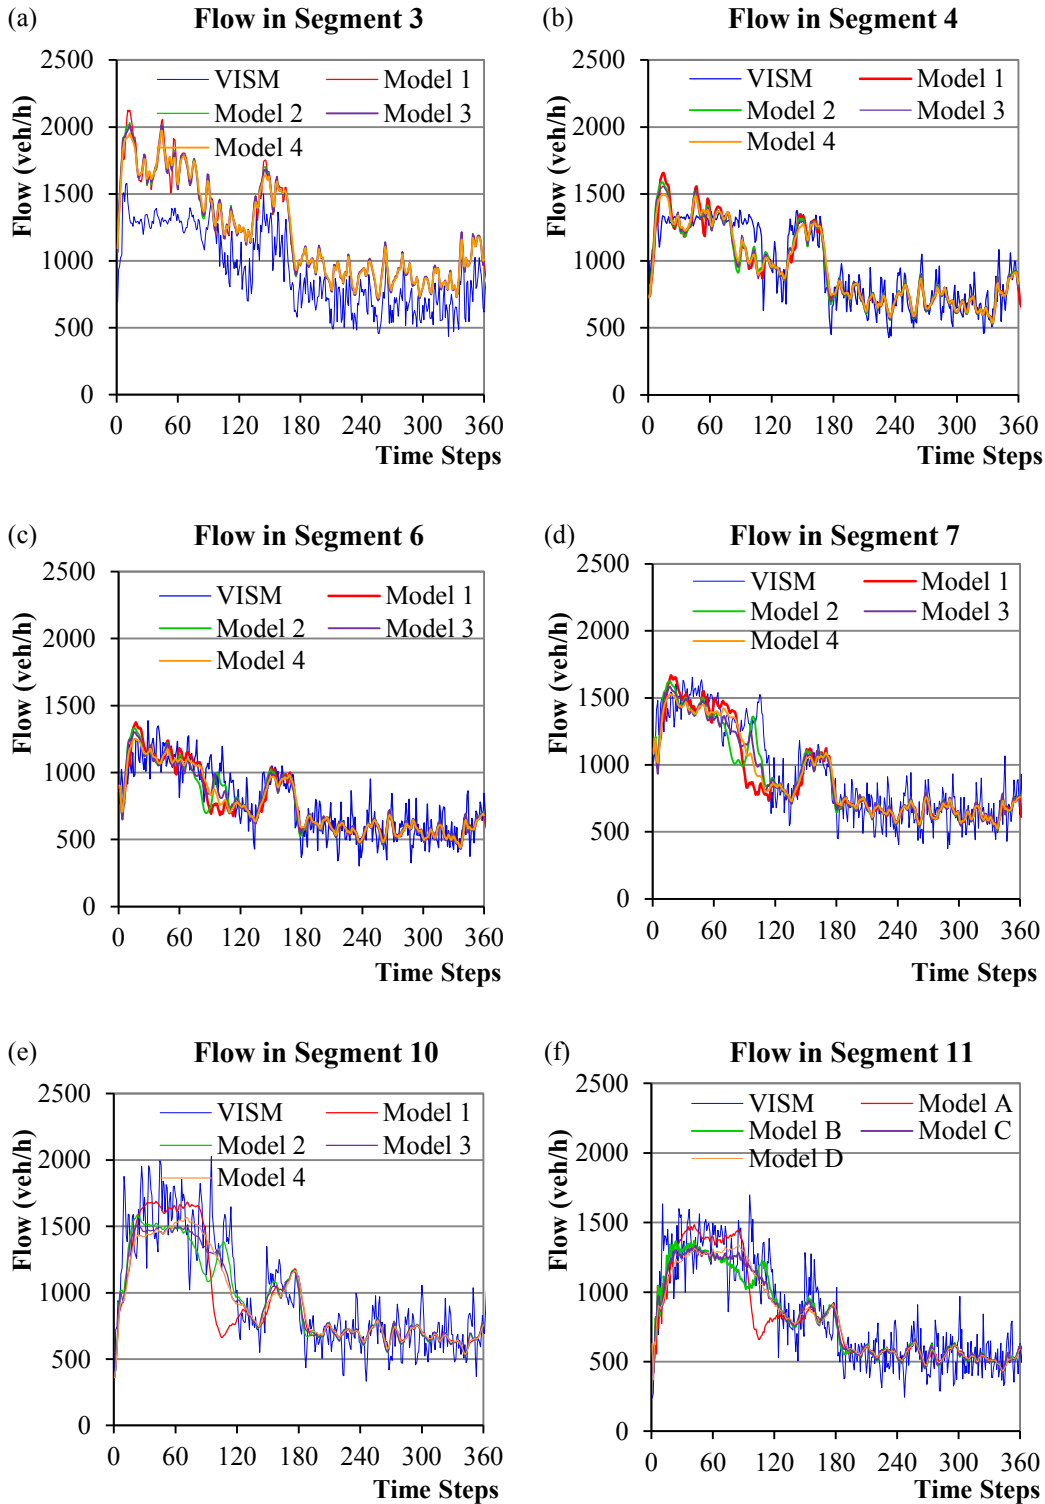 (a) Flow in Segment 3
Flow (veh/h)
2500
2000
1500
1000
500
0
VISM Model 1
Model 2 Model 3
Model 4
0 60 120 180 240 300 360
Time Steps
(b) Flow in Segment 4
Flow (veh/h)
2500
2000
1500
1000
500
0
VISM Model 1
Model 2 Model 3
Model 4
0 60 120 180 240 300 360
Time Steps
(c) Flow in Segment 6
Flow (veh/h)
2500
2000
1500
1000
500
0
VISM Model 1
Model 2 Model 3
Model 4
0 60 120 180 240 300 360
Time Steps
(d) Flow in Segment 7
Flow (veh/h)
2500
2000
1500
1000
500
0
VISM Model 1
Model 2 Model 3
Model 4
0 60 120 180 240 300 360
Time Steps
(e) Flow in Segment 10
Flow (veh/h)
2500
2000
1500
1000
500
0
VISM Model 1
Model 2 Model 3
Model 4
0 60 120 180 240 300 360
Time Steps
(f) Flow in Segment 11
Flow (veh/h)
2500
2000
1500
1000
500
0
VISM Model A
Model B Model C
Model D
0 60 120 180 240 300 360
Time Steps